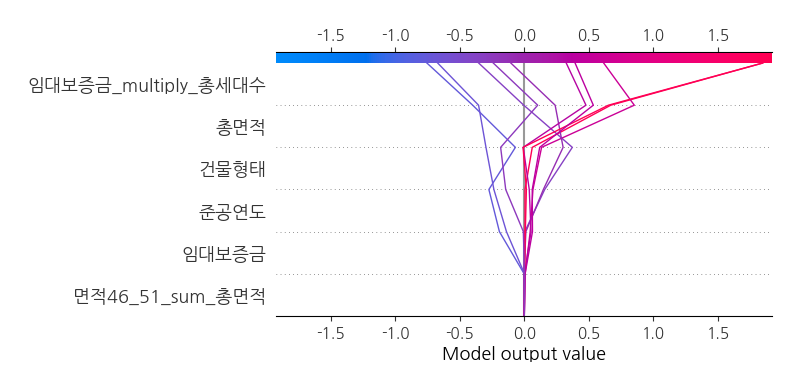 -1.5 -1.0 -0.5 0.0 0.5 1.0 1.5
임대보증금_multiply_총세대수
총면적
건물형태
준공연도
임대보증금
면적46_51_sum_총면적
-1.5 -1.0 -0.5 0.0 0.5 1.0 1.5
Model output value